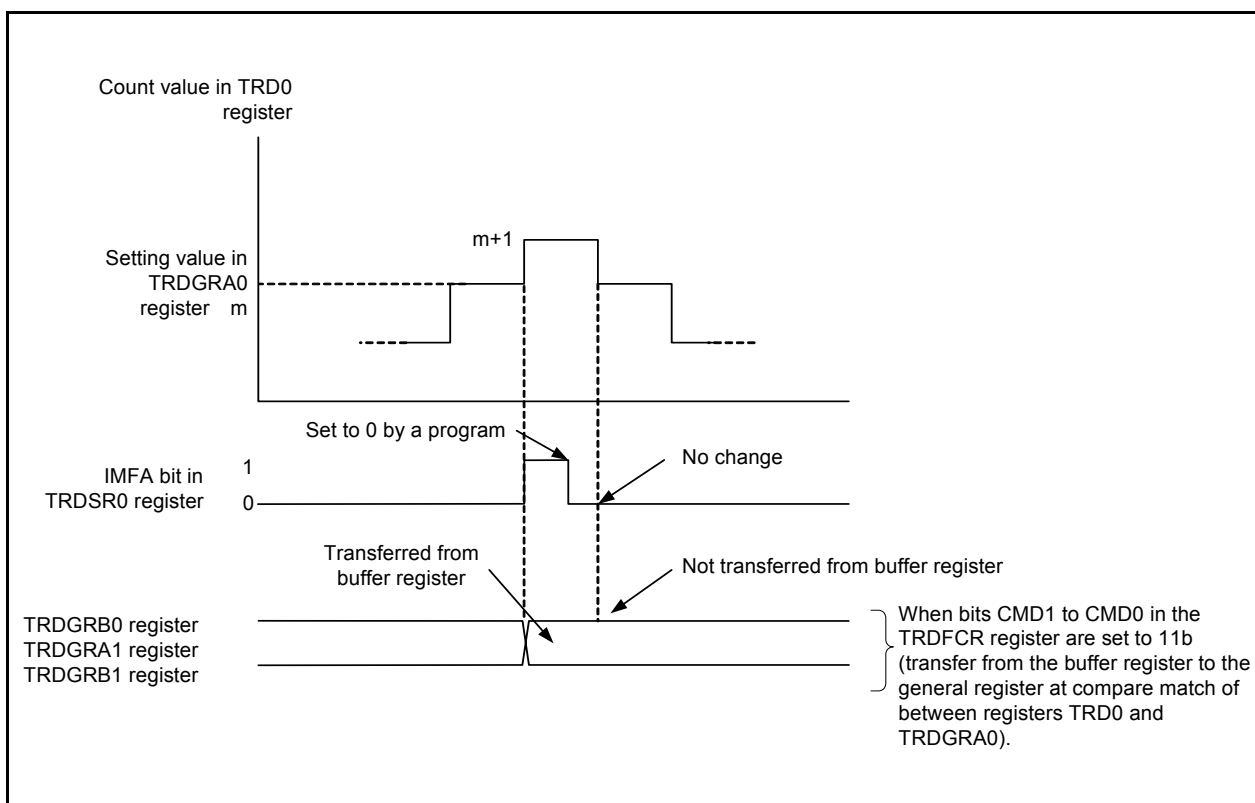 Count value in TRD0
register
m+1
Setting value in
TRDGRA0
register m
Set to 0 by a program
No change
IMFA bit in
TRDSR0 register
1
0
Transferred from
buffer register
Not transferred from buffer register
TRDGRB0 register
TRDGRA1 register
TRDGRB1 register
When bits CMD1 to CMD0 in the
TRDFCR register are set to 11b
(transfer from the buffer register to the
general register at compare match of
between registers TRD0 and
TRDGRA0).